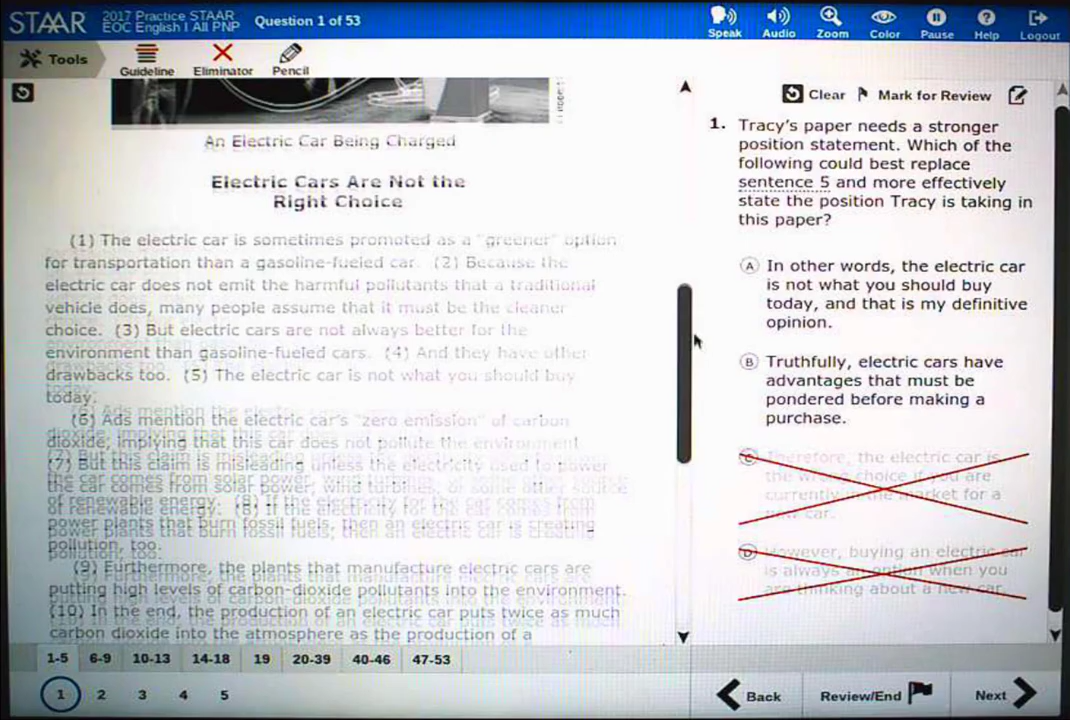 STAAR
2017 Practice STAAR
EOC English I All PNP
Question 1 of 53
Speak
Audio
Zoom
Color
Pause
Help
Logout
Tools
Guideline
Eliminator
Pencil
An Electric Car Being Charged
Electric Cars Are Not the
Right Choice
(1) The electric car is sometimes promoted as a "greener" option
for transportation than a gasoline-fueled car. (2) Because the
electric car does not emit the harmful pollutants that a traditional
vehicle does, many people assume that it must be the cleaner
choice. (3) But electric cars are not always better for the
environment than gasoline-fueled cars. (4) And they have other
drawbacks too. (5) The electric car is not what you should buy
today.
(6) Ads mention the electric car's "zero emission" of carbon
dioxide, implying that this car does not pollute the environment
(7) But this claim is misleading unless the electricity used to power
the car comes from solar power, wind turbines, or some other source
of renewable energy. (8) If the electricity for the car comes from
power plants that burn fossil fuels, then an electric car is creating
pollution, too.
(9) Furthermore, the plants that manufacture electric cars are
putting high levels of carbon-dioxide pollutants into the environment.
(10) In the end, the production of an electric car puts twice as much
carbon dioxide into the atmosphere as the production of a
Clear
Mark for Review
1. Tracy's paper needs a stronger
position statement. Which of the
following could best replace
sentence 5 and more effectively
state the position Tracy is taking in
this paper?
A In other words, the electric car
is not what you should buy
today, and that is my definitive
opinion.
B Truthfully, electric cars have
advantages that must be
pondered before making a
purchase.
C Therefore, the electric car is
the wrong choice if you are
currently in the market for a
new car.
D However, buying an electric car
is always an option when you
are thinking about a new car.
1-5 6-9 10-13 14-18 19 20-39 40-46 47-53
1 2 3 4 5
Back
Review/End
Next